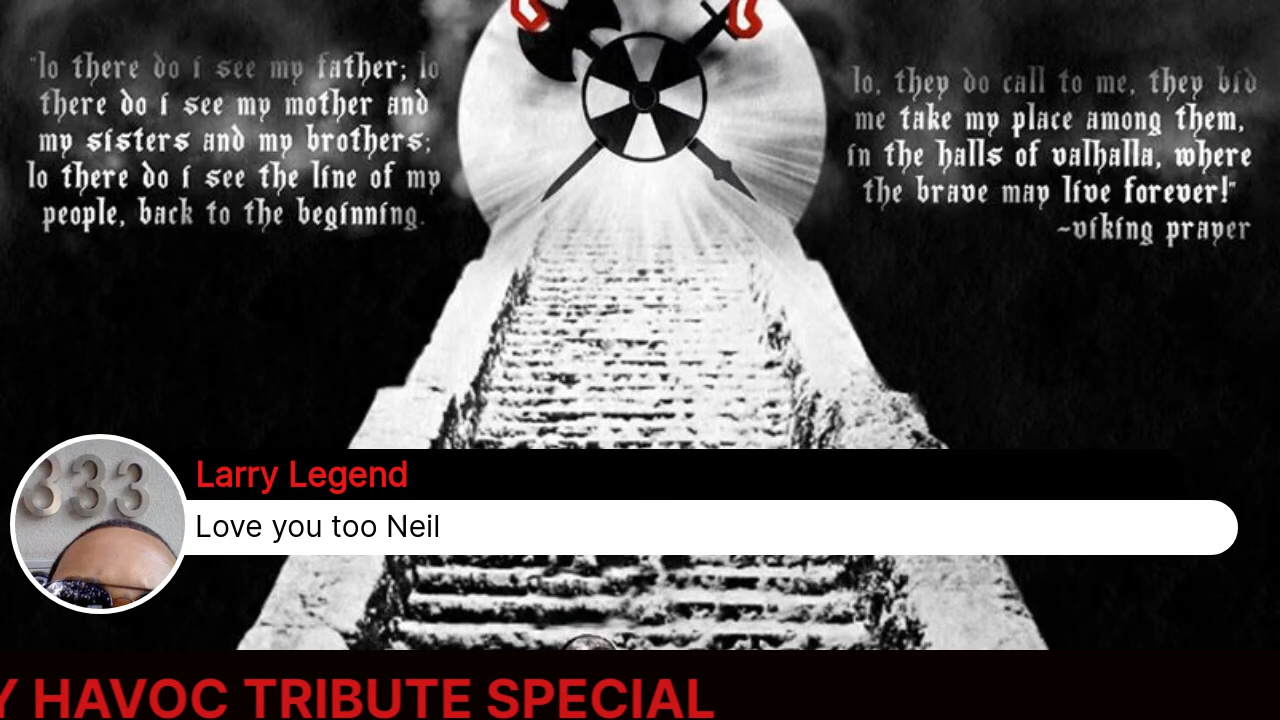 "lo there do i see my father; lo
there do i see my mother and
my sisters and my brothers;
lo there do i see the line of my
people, back to the beginning.
lo, they do call to me, they bid
me take my place among them,
in the halls of valhalla, where
the brave may live forever!"
~viking prayer
333
Larry Legend
Love you too Neil
Y HAVOC TRIBUTE SPECIAL